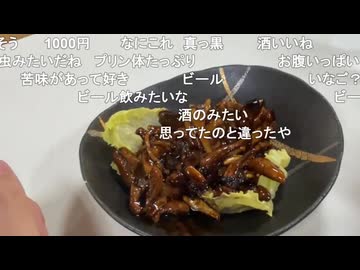 そう 1000円 なにこれ 真っ黒 酒いいね
虫みたいだね プリン体たっぷり お腹いっぱい
苦味があって好き ビール いなご？
ビール飲みたいな ビー
酒のみたい
思ってたのと違ったや